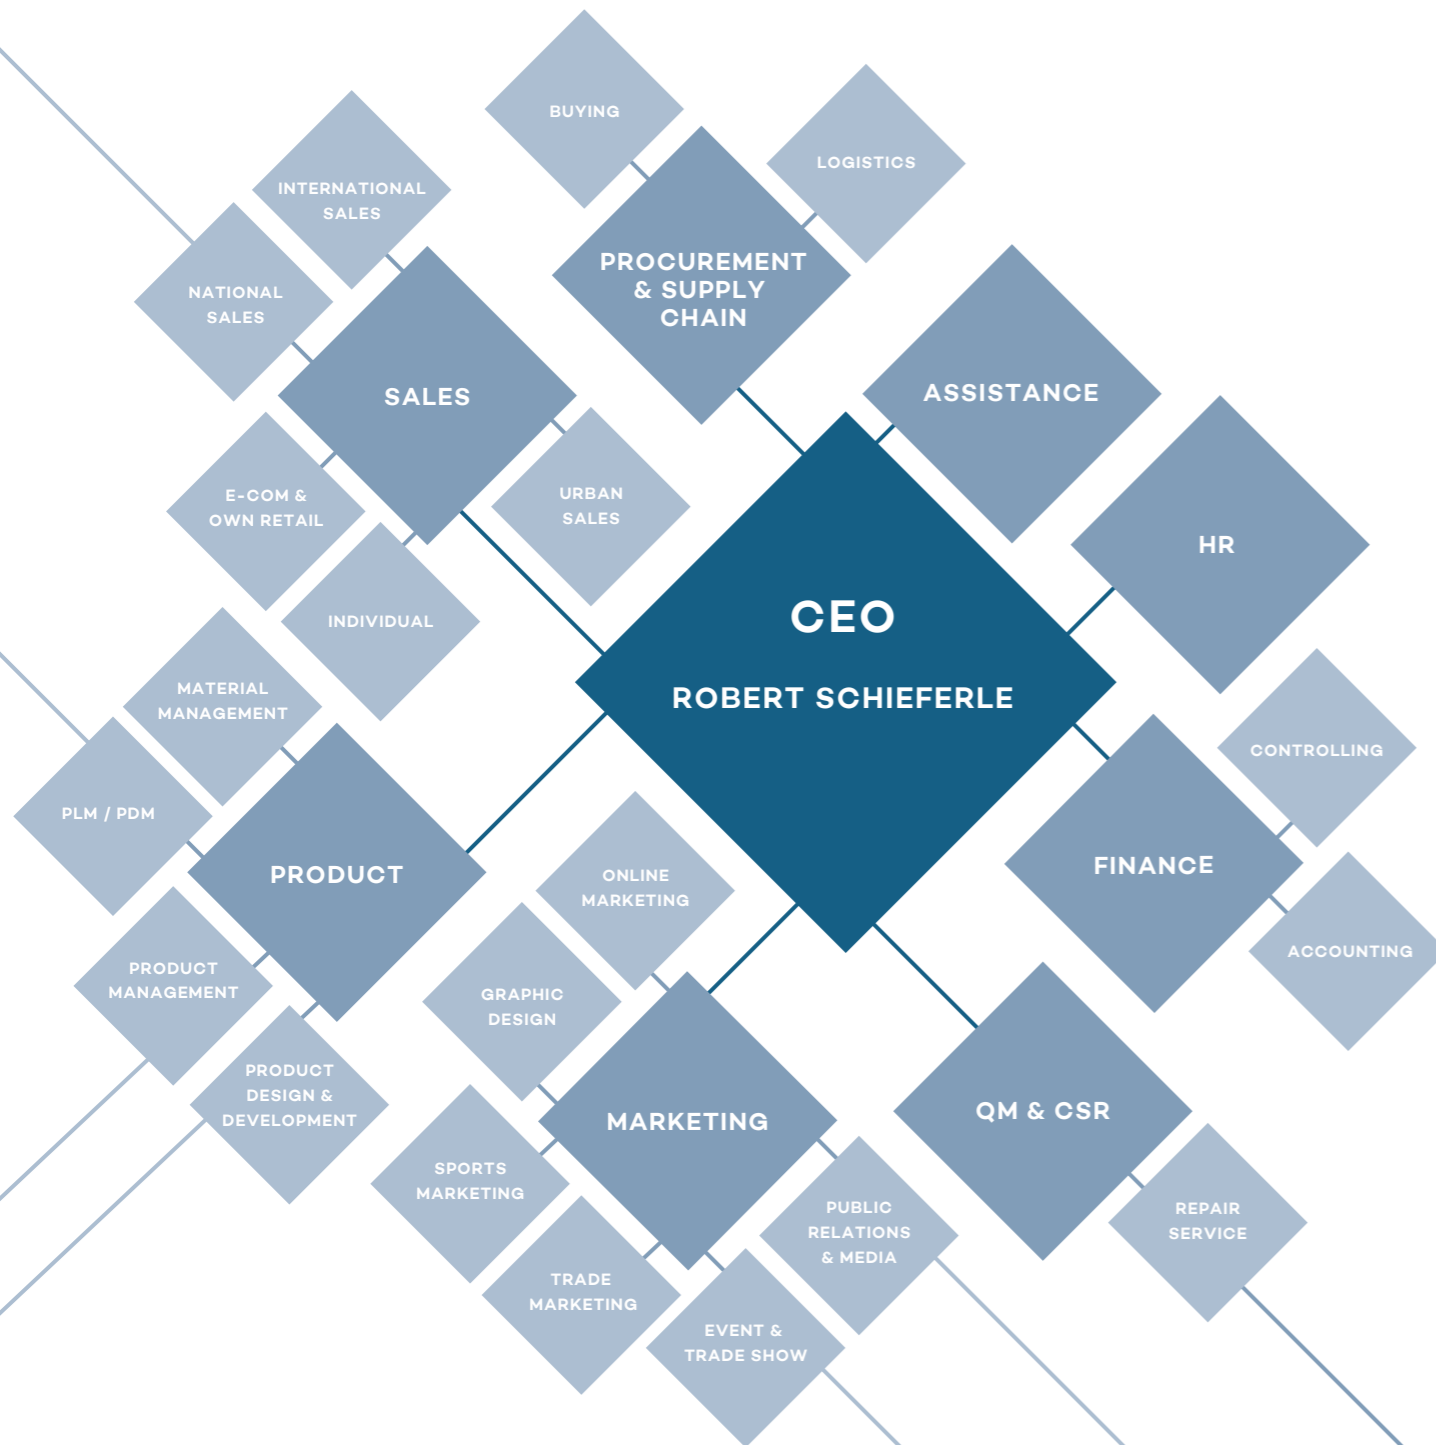 BUYING
LOGISTICS
INTERNATIONAL
SALES
NATIONAL
SALES
PROCUREMENT
& SUPPLY
CHAIN
SALES
ASSISTANCE
E-COM &
OWN RETAIL
URBAN
SALES
HR
INDIVIDUAL
CEO
ROBERT SCHIEFERLE
MATERIAL
MANAGEMENT
PLM / PDM
PRODUCT
CONTROLLING
FINANCE
ACCOUNTING
ONLINE
MARKETING
PRODUCT
MANAGEMENT
GRAPHIC
DESIGN
PRODUCT
DESIGN &
DEVELOPMENT
MARKETING
QM & CSR
SPORTS
MARKETING
PUBLIC
RELATIONS
& MEDIA
REPAIR
SERVICE
TRADE
MARKETING
EVENT &
TRADE SHOW